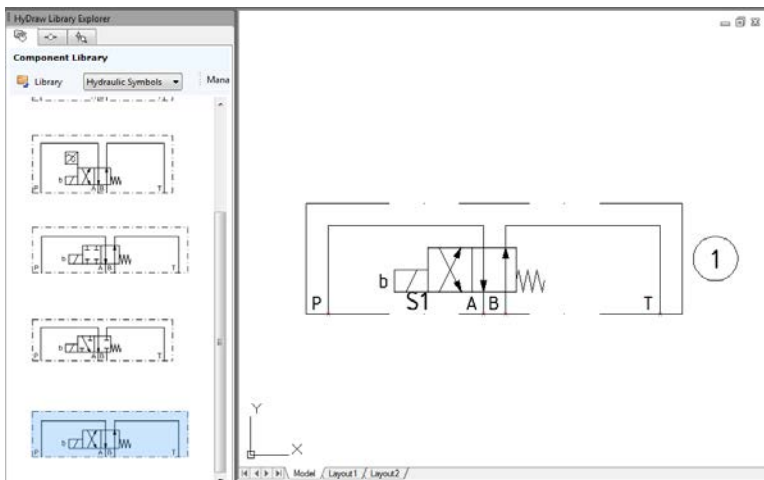 HyDraw Library Explorer
Component Library
Library Hydraulic Symbols Mana
P b A B T
P b A B T
P b A B T
P b A B T
b S1
P A B T
1
Y
X
Model Layout1 Layout2